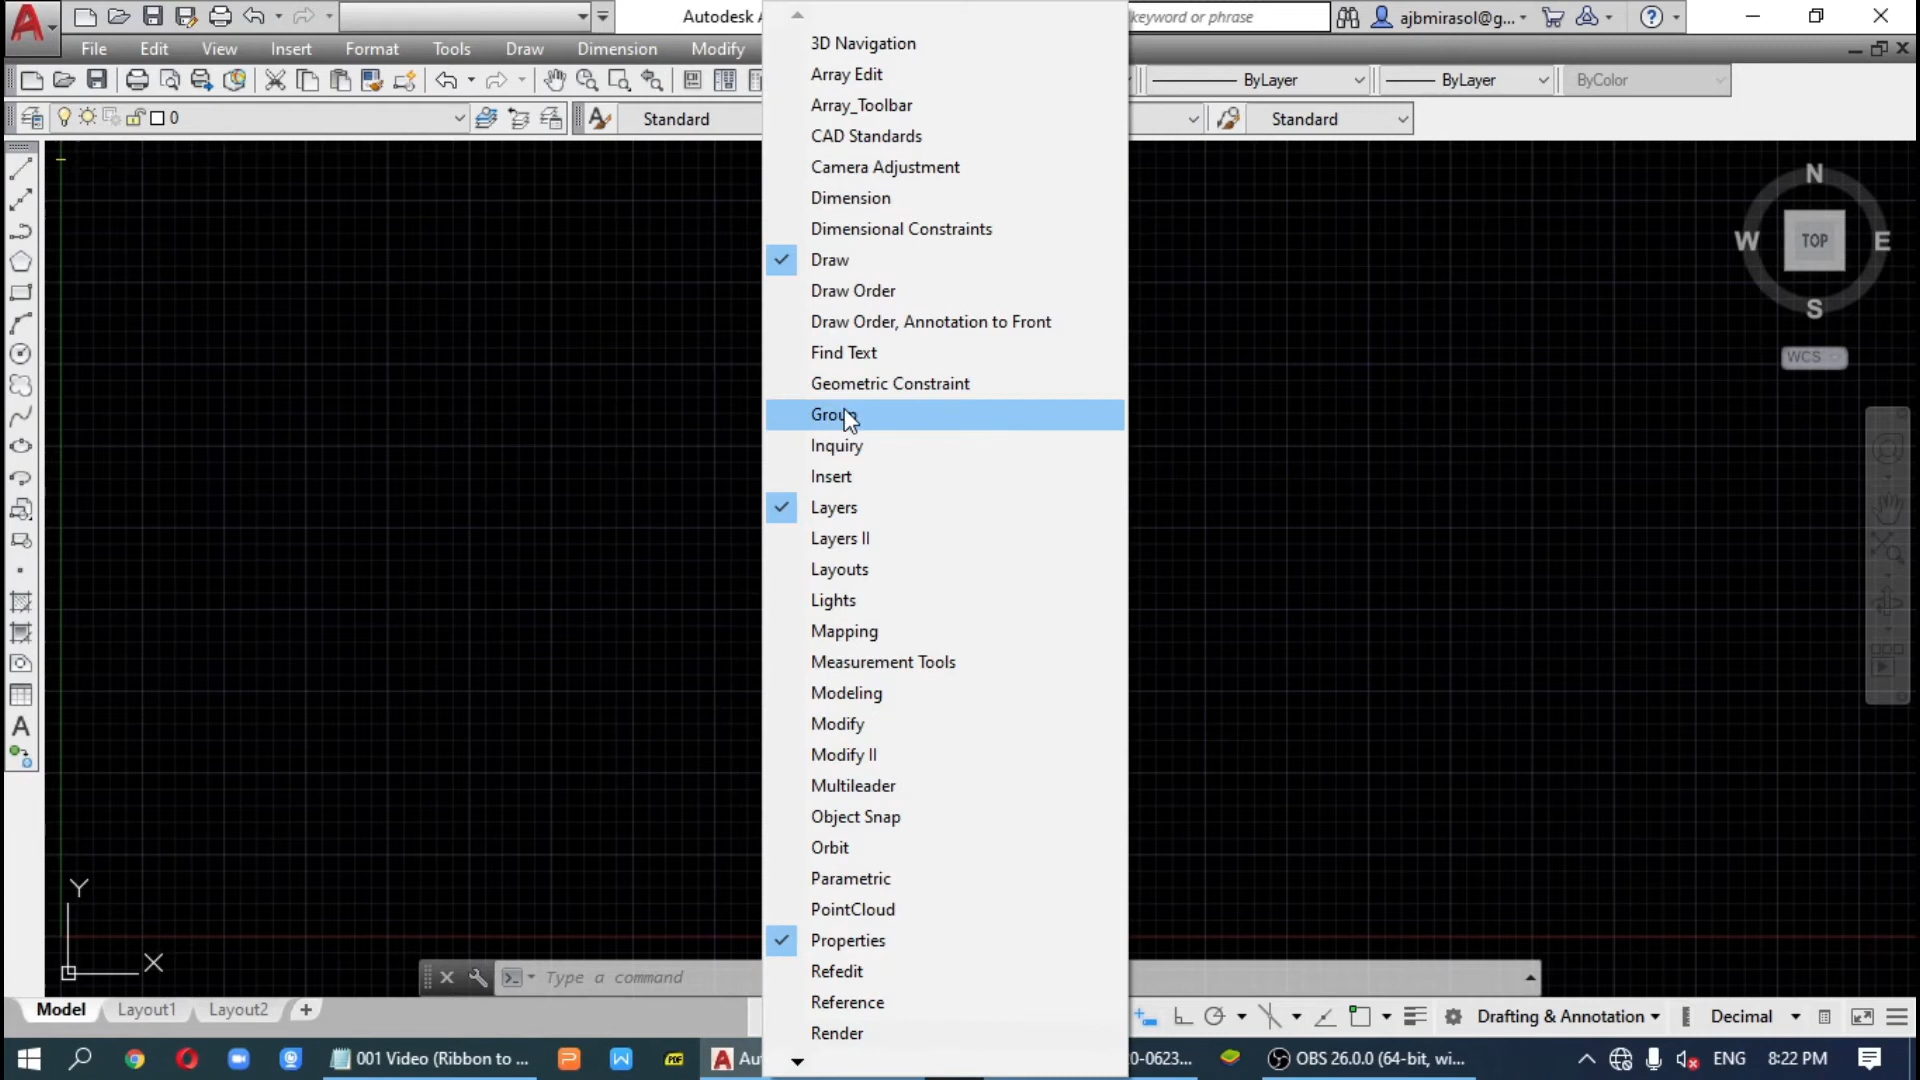 Autodesk A
keyword or phrase
ajbmirasol@g...
File Edit View Insert Format Tools Draw Dimension Modify
ByLayer
ByLayer
ByColor
0
Standard
Standard
3D Navigation
Array Edit
Array_Toolbar
CAD Standards
Camera Adjustment
Dimension
Dimensional Constraints
Draw
Draw Order
Draw Order, Annotation to Front
Find Text
Geometric Constraint
Group
Inquiry
Insert
Layers
Layers II
Layouts
Lights
Mapping
Measurement Tools
Modeling
Modify
Modify II
Multileader
Object Snap
Orbit
Parametric
PointCloud
Properties
Refedit
Reference
Render
N
W TOP E
S
WCS
Y
X
Type a command
Model Layout1 Layout2 +
Drafting & Annotation
Decimal
001 Video (Ribbon to ...
PDF
Aut
0-0623...
OBS 26.0.0 (64-bit, wi...
ENG
8:22 PM